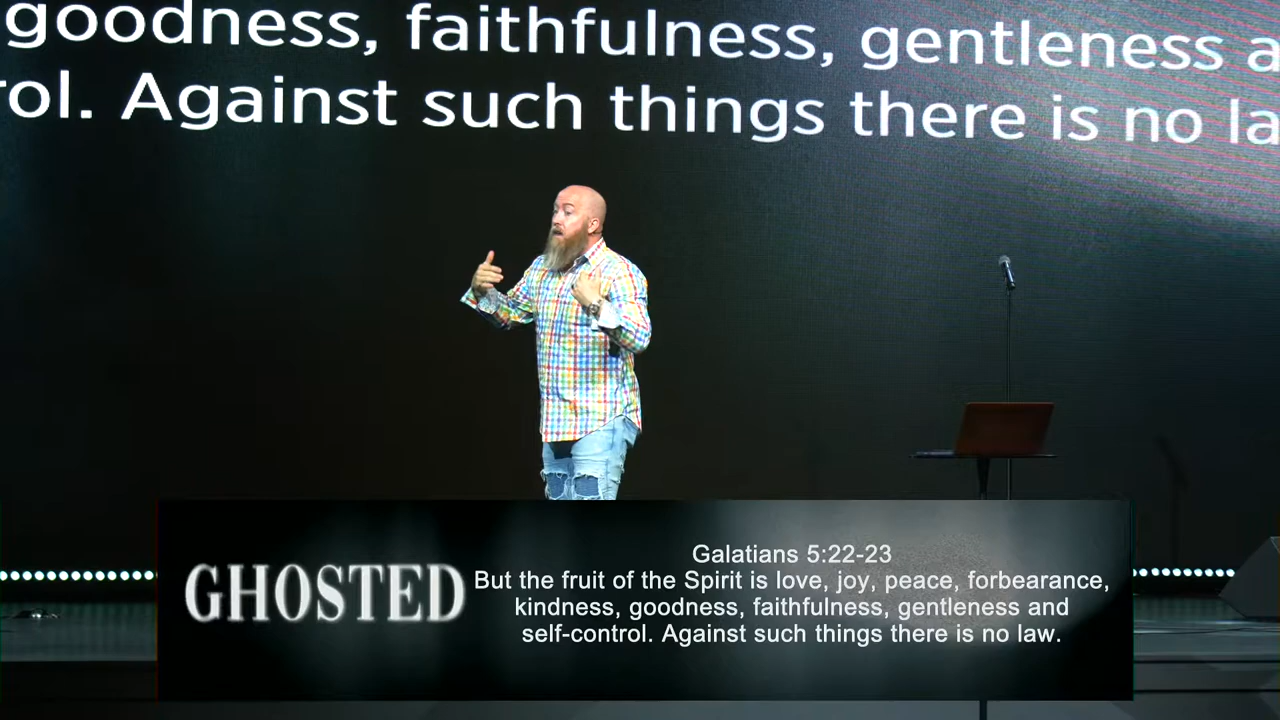 goodness, faithfulness, gentleness a
rol. Against such things there is no la
GHOSTED
Galatians 5:22-23
But the fruit of the Spirit is love, joy, peace, forbearance,
kindness, goodness, faithfulness, gentleness and
self-control. Against such things there is no law.